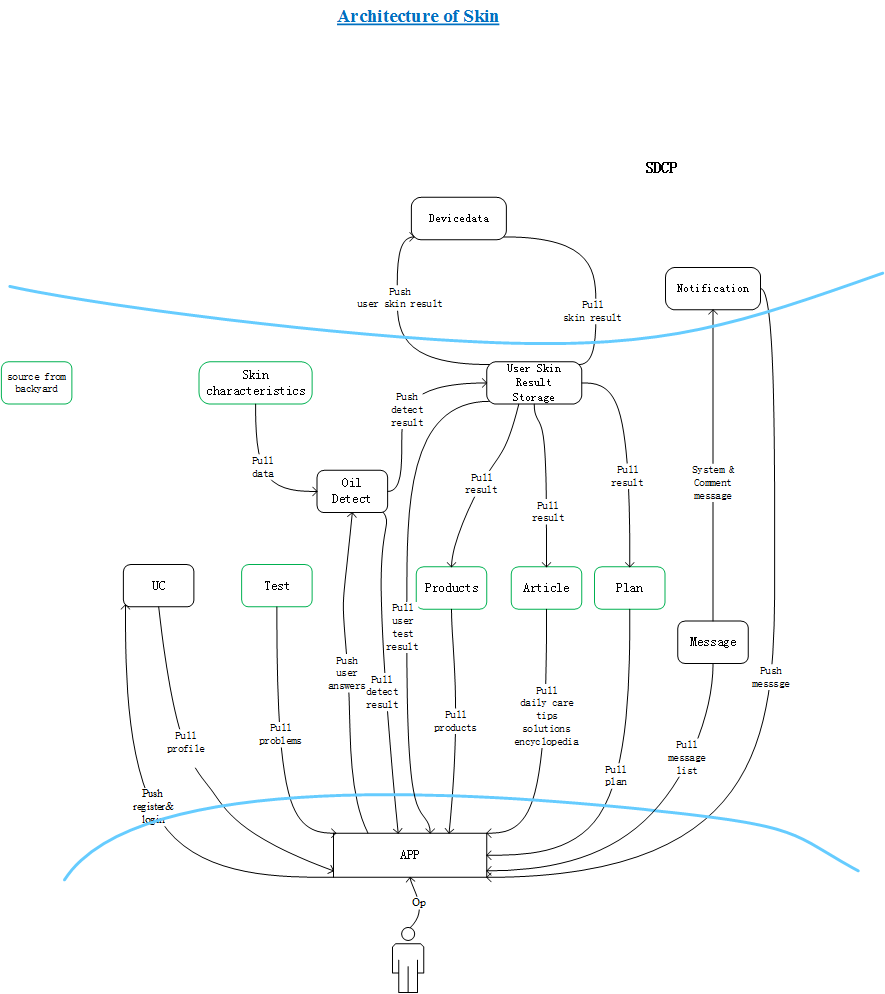 Architecture of Skin
SDCP
Devicedata
Notification
Push
user skin result
Pull
skin result
source from
backyard
Skin
characteristics
User Skin
Result
Storage
Push
detect
result
Pull
data
Oil
Detect
Pull
result
Pull
result
Pull
result
System &
Comment
message
UC
Test
Products
Article
Plan
Message
Pull
user
test
result
Push
user
answers
Pull
detect
result
Push
messsge
Pull
profile
Pull
problems
Pull
products
Pull
daily care
tips
solutions
encyclopedia
Pull
plan
Pull
message
list
Push
register&
login
APP
Op